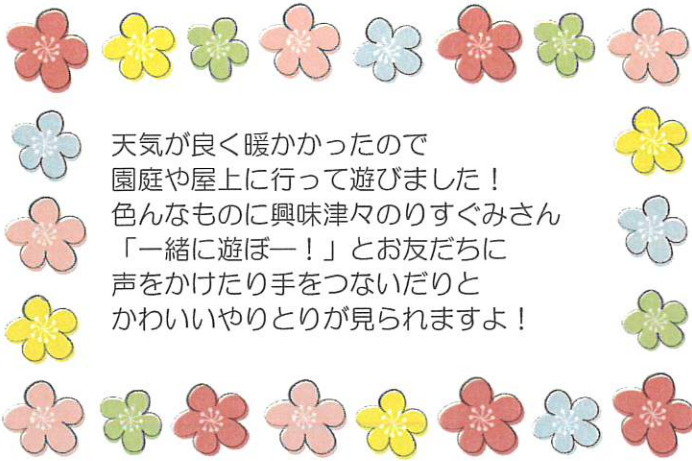 天気が良く暖かかったので
園庭や屋上に行って遊びました！
色んなものに興味津々のりすぐみさん
「一緒に遊ぼ―！」とお友だちに
声をかけたり手をつないだりと
かわいいやりとりが見られますよ！